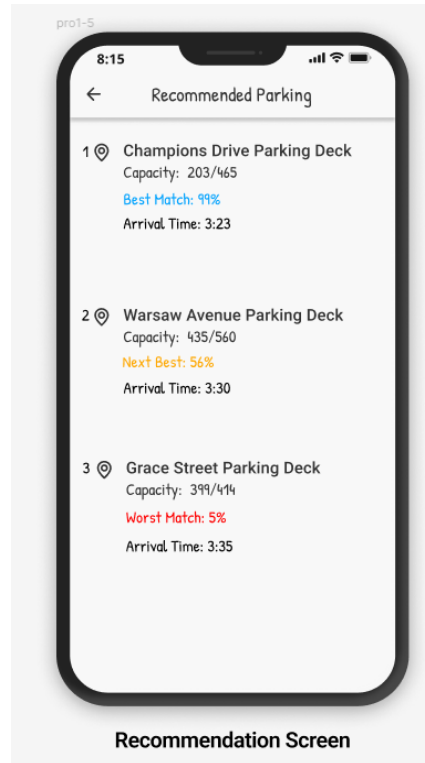 pro1-5
8:15
Recommended Parking
1 Champions Drive Parking Deck
Capacity: 203/465
Best Match: 99%
Arrival Time: 3:23
2 Warsaw Avenue Parking Deck
Capacity: 435/560
Next Best: 56%
Arrival Time: 3:30
3 Grace Street Parking Deck
Capacity: 399/414
Worst Match: 5%
Arrival Time: 3:35
Recommendation Screen